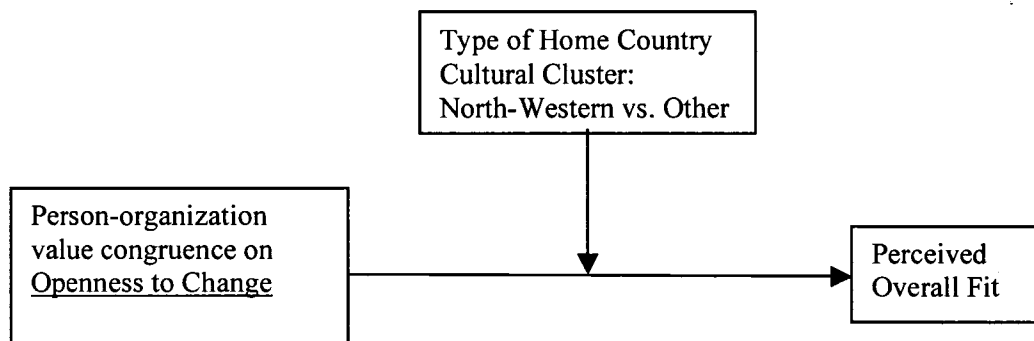 Type of Home Country
Cultural Cluster:
North-Western vs. Other
Person-organization
value congruence on
Openness to Change
Perceived
Overall Fit